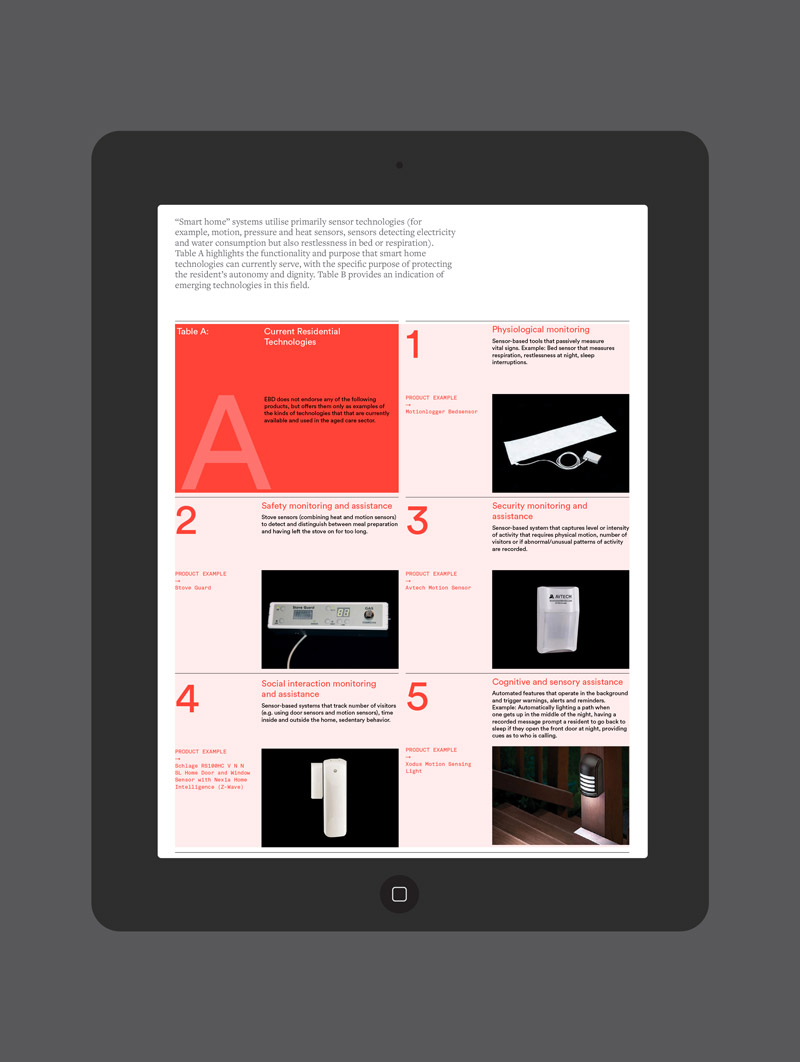 “Smart home” systems utilise primarily sensor technologies (for
example, motion, pressure and heat sensors, sensors detecting electricity
and water consumption but also restlessness in bed or respiration).
Table A highlights the functionality and purpose that smart home
technologies can currently serve, with the specific purpose of protecting
the resident’s autonomy and dignity. Table B provides an indication of
emerging technologies in this field.
Table A:
Current Residential
Technologies
A
EBD does not endorse any of the following
products, but offers them only as examples of
the kinds of technologies that that are currently
available and used in the aged care sector.
1
Physiological monitoring
Sensor-based tools that passively measure
vital signs. Example: Bed sensor that measures
respiration, restlessness at night, sleep
interruptions.
PRODUCT EXAMPLE
→
Motionlogger Bedsensor
2
Safety monitoring and assistance
Stove sensors (combining heat and motion sensors)
to detect and distinguish between meal preparation
and having left the stove on for too long.
PRODUCT EXAMPLE
→
Stove Guard
Stove Guard
GAS
3
Security monitoring and
assistance
Sensor-based system that captures level or intensity
of activity that requires physical motion, number of
visitors or if abnormal/unusual patterns of activity
are recorded.
PRODUCT EXAMPLE
→
Avtech Motion Sensor
AVTECH
4
Social interaction monitoring
and assistance
Sensor-based systems that track number of visitors
(e.g. using door sensors and motion sensors), time
inside and outside the home, sedentary behavior.
PRODUCT EXAMPLE
→
Schlage RS100HC V N N
SL Home Door and Window
Sensor with Nexia Home
Intelligence (Z-Wave)
5
Cognitive and sensory assistance
Automated features that operate in the background
and trigger warnings, alerts and reminders.
Example: Automatically lighting a path when
one gets up in the middle of the night, having a
recorded message prompt a resident to go back to
sleep if they open the front door at night, providing
cues as to who is calling.
PRODUCT EXAMPLE
→
Xodus Motion Sensing
Light